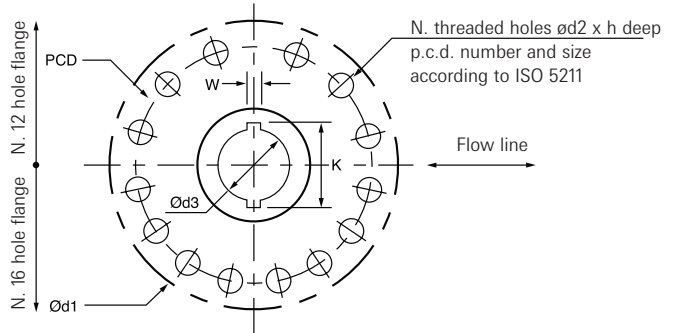 N. threaded holes ød2 x h deep
p.c.d. number and size
according to ISO 5211
PCD
W
N. 12 hole flange
Flow line
K
Ød3
N. 16 hole flange
Ød1